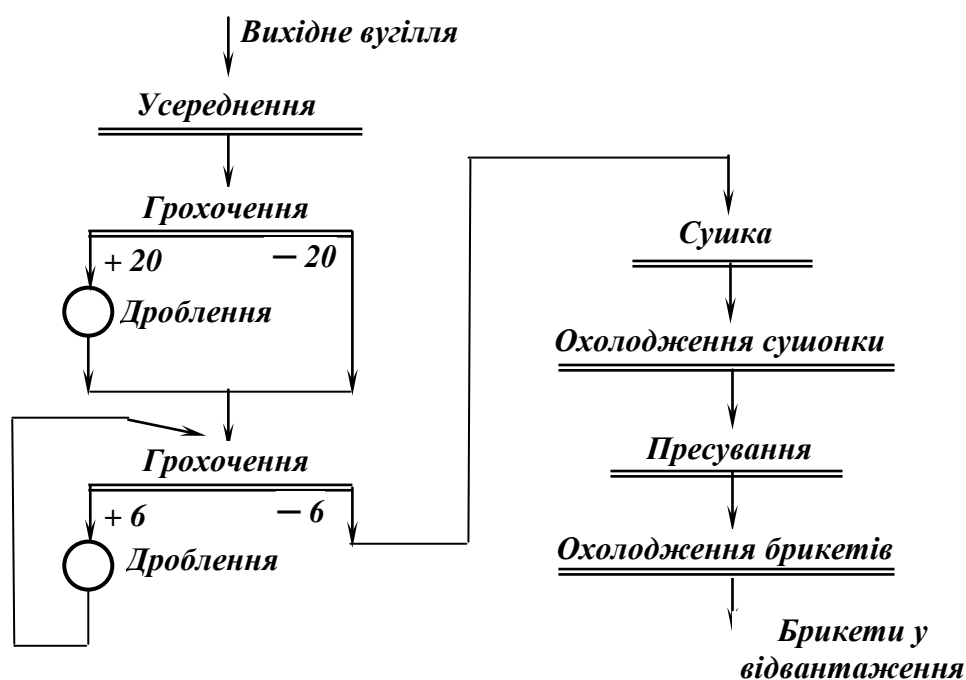 Вихідне вугілля
Усереднення
Грохочення
+ 20
− 20
Дроблення
Грохочення
+ 6
− 6
Дроблення
Сушка
Охолодження сушонки
Пресування
Охолодження брикетів
Брикети у
відвантаження